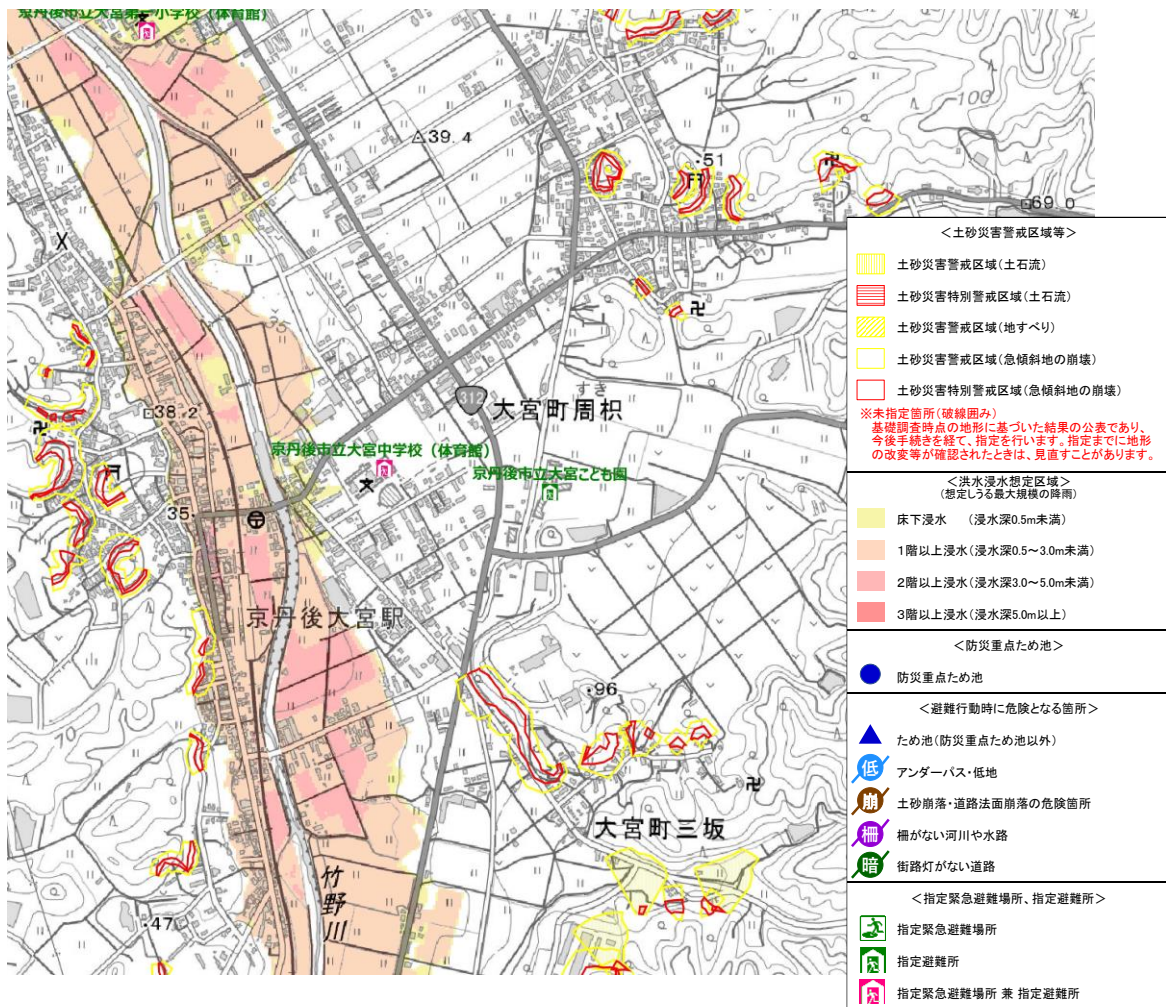 京丹後市立大宮第一小学校（体育館）
39.4
100
51
69.0
38.2
312
すき
大宮町周枳
京丹後市立大宮中学校（体育館）
京丹後市立大宮こども園
文
35
京丹後大宮駅
70
96
大宮町三坂
竹野川
47
＜土砂災害警戒区域等＞
土砂災害警戒区域(土石流)
土砂災害特別警戒区域(土石流)
土砂災害警戒区域(地すべり)
土砂災害警戒区域(急傾斜地の崩壊)
土砂災害特別警戒区域(急傾斜地の崩壊)
※未指定箇所(破線囲み)
基礎調査時点の地形に基づいた結果の公表であり、
今後手続きを経て、指定を行います。指定までに地形
の改変等が確認されたときは、見直すことがあります。
＜洪水浸水想定区域＞
(想定しうる最大規模の降雨)
床下浸水　(浸水深0.5m未満)
1階以上浸水(浸水深0.5～3.0m未満)
2階以上浸水(浸水深3.0～5.0m未満)
3階以上浸水(浸水深5.0m以上)
＜防災重点ため池＞
防災重点ため池
＜避難行動時に危険となる箇所＞
ため池(防災重点ため池以外)
低 アンダーパス・低地
崩 土砂崩落・道路法面崩落の危険箇所
柵 柵がない河川や水路
暗 街路灯がない道路
＜指定緊急避難場所、指定避難所＞
指定緊急避難場所
指定避難所
指定緊急避難場所 兼 指定避難所